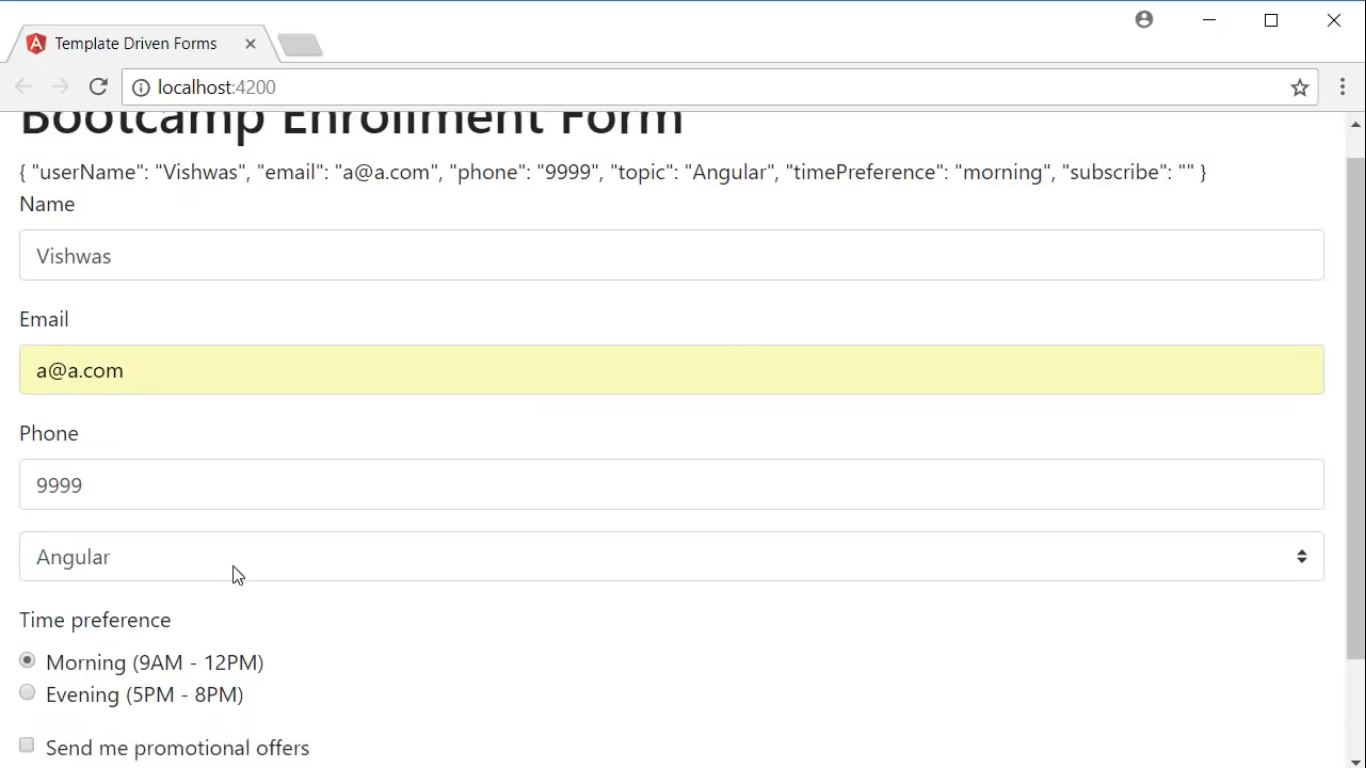 Template Driven Forms
localhost:4200
Bootcamp Enrollment Form
{ "userName": "Vishwas", "email": "a@a.com", "phone": "9999", "topic": "Angular", "timePreference": "morning", "subscribe": "" }
Name
Vishwas
Email
a@a.com
Phone
9999
Angular
Time preference
Morning (9AM - 12PM)
Evening (5PM - 8PM)
Send me promotional offers